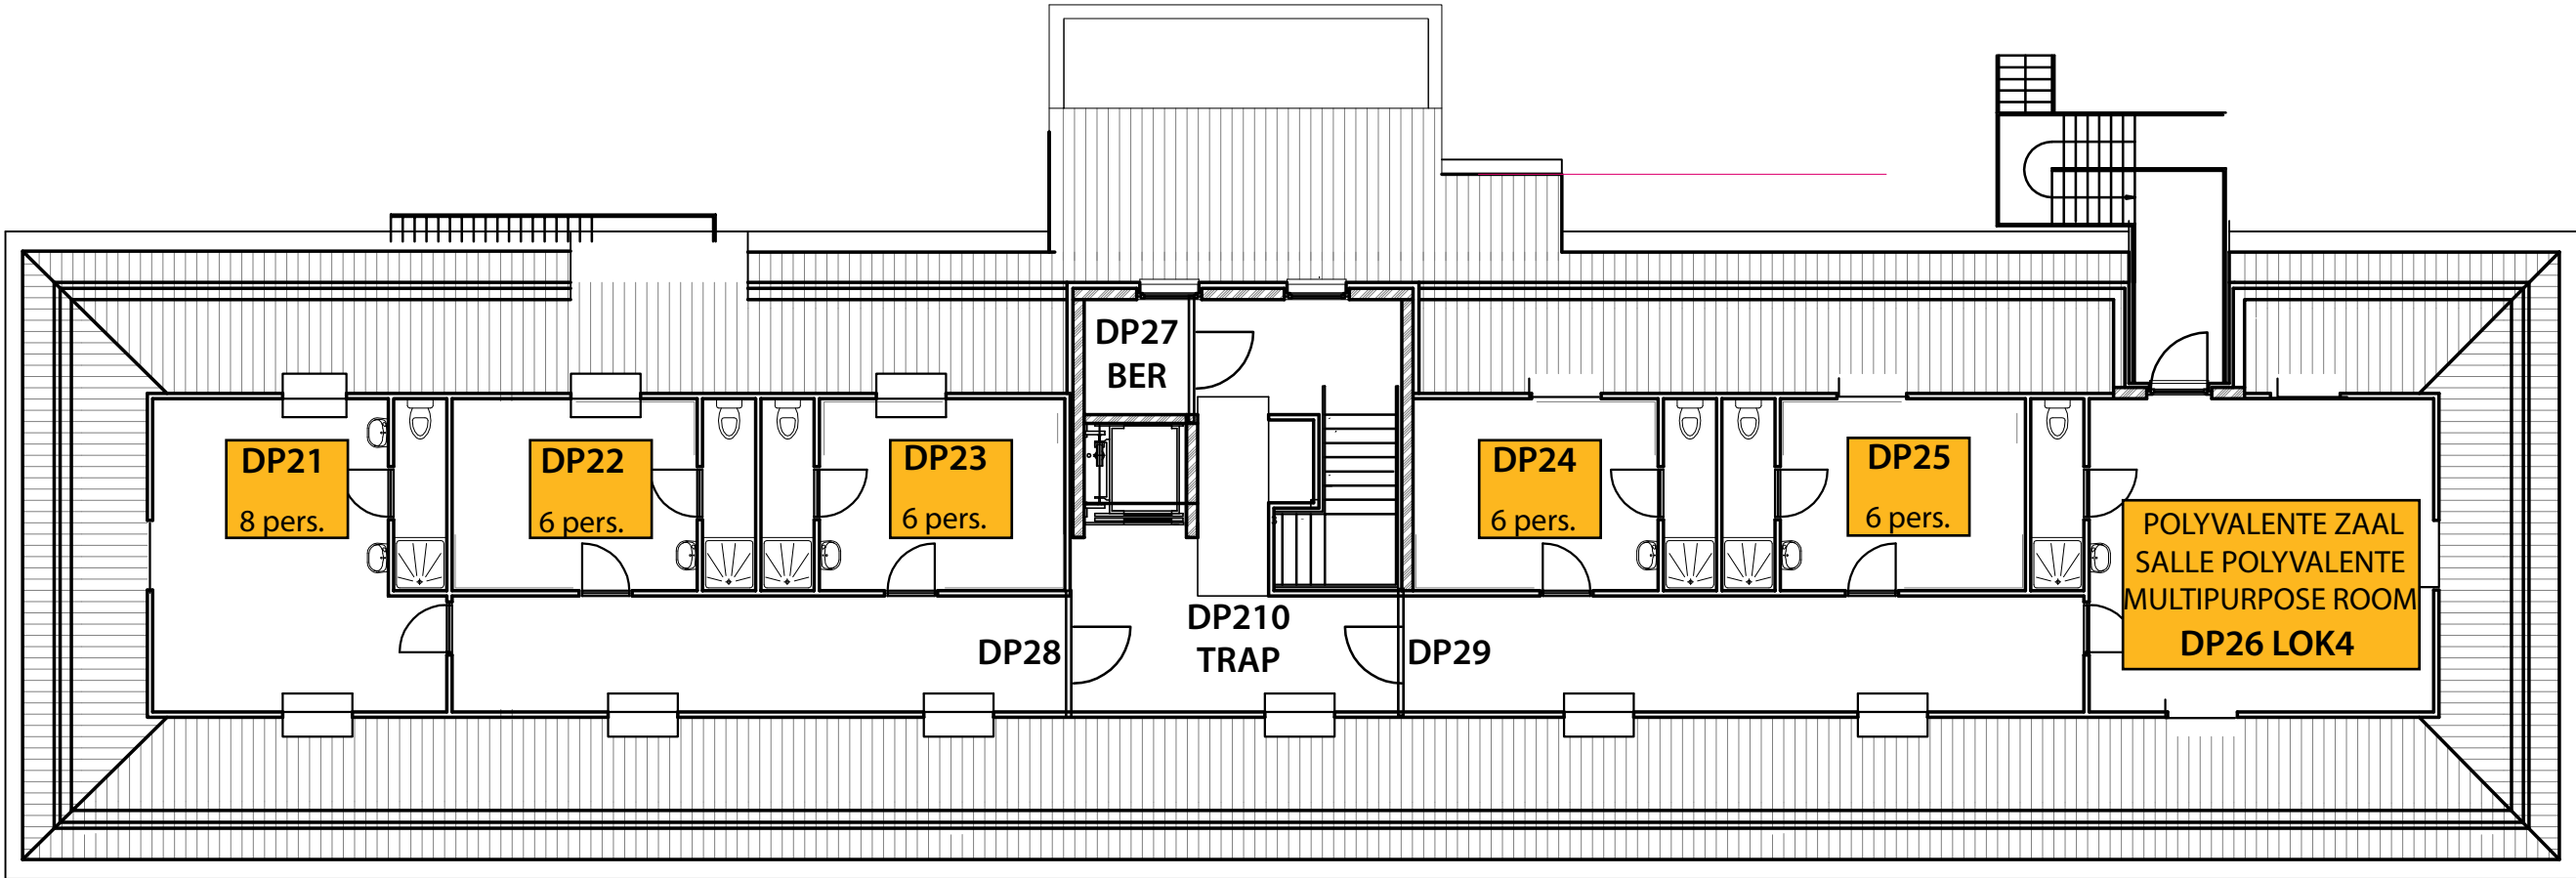 DP27
BER
DP21
8 pers.
DP22
6 pers.
DP23
6 pers.
DP24
6 pers.
DP25
6 pers.
POLYVALENTE ZAAL
SALLE POLYVALENTE
MULTIPURPOSE ROOM
DP26 LOK4
DP28
DP210
TRAP
DP29